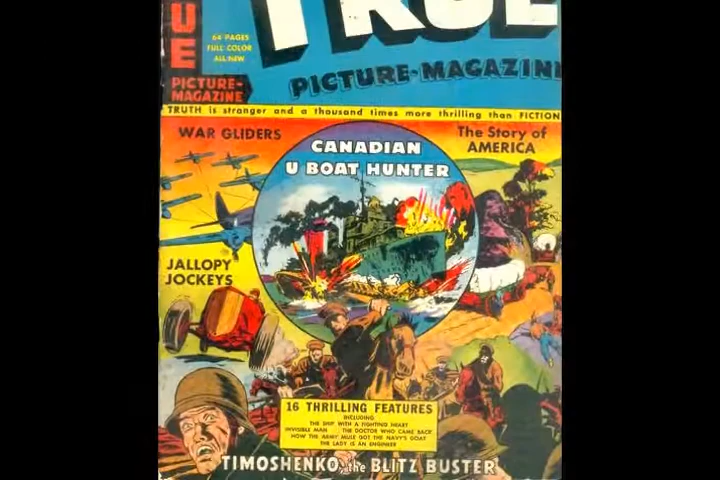 TRUE
UE
64 PAGES
FULL COLOR
ALL NEW
PICTURE-
MAGAZINE
PICTURE-MAGAZIN
TRUTH is stranger and a thousand times more thrilling than FICTION
WAR GLIDERS
The Story of
AMERICA
CANADIAN
U BOAT HUNTER
JALLOPY
JOCKEYS
16 THRILLING FEATURES
INCLUDING
THE SHIP WITH A FIGHTING HEART
INVISIBLE MAN THE DOCTOR WHO CAME BACK
HOW THE ARMY MULE GOT THE NAVY'S GOAT
THE LADY IS AN ENGINEER
TIMOSHENKO, the BLITZ BUSTER